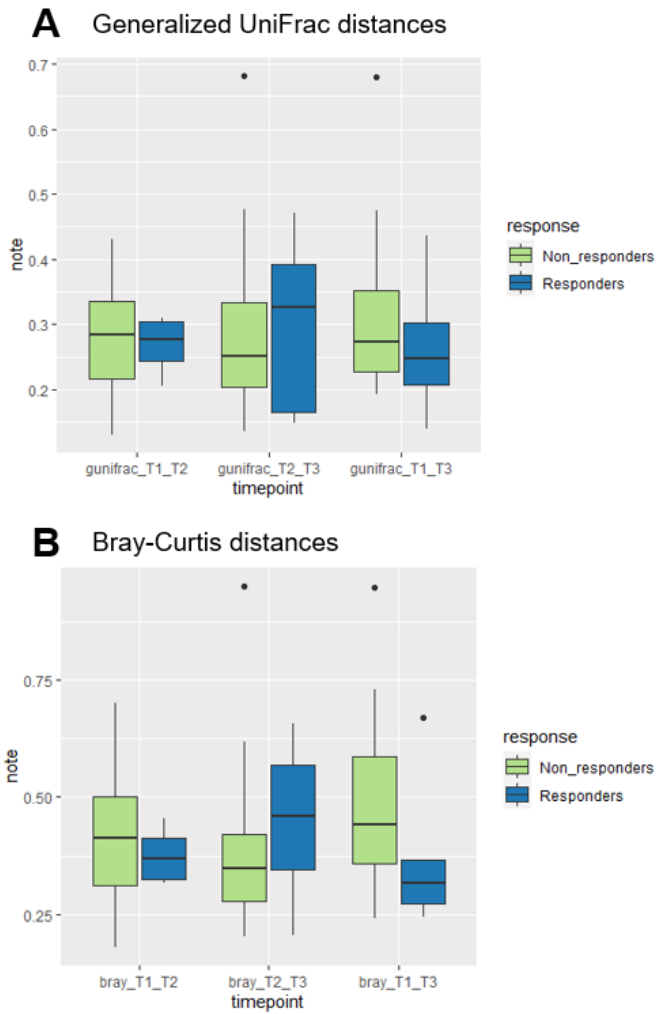 A Generalized UniFrac distances
0.7
0.6
0.5
0.4
0.3
0.2
note
gunifrac_T1_T2 gunifrac_T2_T3 gunifrac_T1_T3
timepoint
response
Non_responders
Responders
B Bray-Curtis distances
0.75
0.50
0.25
note
bray_T1_T2 bray_T2_T3 bray_T1_T3
timepoint
response
Non_responders
Responders